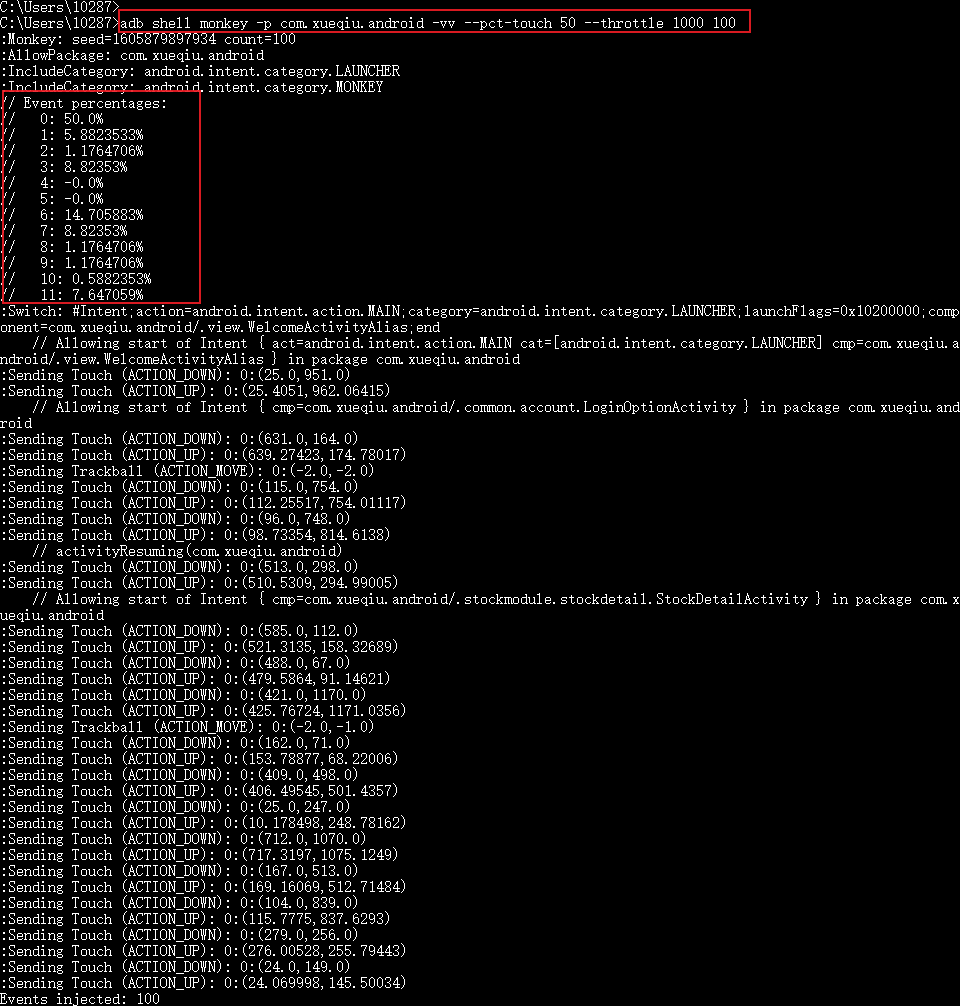 C:\Users\10287>
C:\Users\10287>adb shell monkey -p com.xueqiu.android -vv --pct-touch 50 --throttle 1000 100
:Monkey: seed=1605879897934 count=100
:AllowPackage: com.xueqiu.android
:IncludeCategory: android.intent.category.LAUNCHER
:IncludeCategory: android.intent.category.MONKEY
// Event percentages:
//   0: 50.0%
//   1: 5.8823533%
//   2: 1.1764706%
//   3: 8.82353%
//   4: -0.0%
//   5: -0.0%
//   6: 14.705883%
//   7: 8.82353%
//   8: 1.1764706%
//   9: 1.1764706%
//   10: 0.5882353%
//   11: 7.647059%
:Switch: #Intent;action=android.intent.action.MAIN;category=android.intent.category.LAUNCHER;launchFlags=0x10200000;comp
onent=com.xueqiu.android/.view.WelcomeActivityAlias;end
    // Allowing start of Intent { act=android.intent.action.MAIN cat=[android.intent.category.LAUNCHER] cmp=com.xueqiu.a
ndroid/.view.WelcomeActivityAlias } in package com.xueqiu.android
:Sending Touch (ACTION_DOWN): 0:(25.0,951.0)
:Sending Touch (ACTION_UP): 0:(25.4051,962.06415)
    // Allowing start of Intent { cmp=com.xueqiu.android/.common.account.LoginOptionActivity } in package com.xueqiu.and
roid
:Sending Touch (ACTION_DOWN): 0:(631.0,164.0)
:Sending Touch (ACTION_UP): 0:(639.27423,174.78017)
:Sending Trackball (ACTION_MOVE): 0:(-2.0,-2.0)
:Sending Touch (ACTION_DOWN): 0:(115.0,754.0)
:Sending Touch (ACTION_UP): 0:(112.25517,754.01117)
:Sending Touch (ACTION_DOWN): 0:(96.0,748.0)
:Sending Touch (ACTION_UP): 0:(98.73354,814.6138)
    // activityResuming(com.xueqiu.android)
:Sending Touch (ACTION_DOWN): 0:(513.0,298.0)
:Sending Touch (ACTION_UP): 0:(510.5309,294.99005)
    // Allowing start of Intent { cmp=com.xueqiu.android/.stockmodule.stockdetail.StockDetailActivity } in package com.x
ueqiu.android
:Sending Touch (ACTION_DOWN): 0:(585.0,112.0)
:Sending Touch (ACTION_UP): 0:(521.3135,158.32689)
:Sending Touch (ACTION_DOWN): 0:(488.0,67.0)
:Sending Touch (ACTION_UP): 0:(479.5864,91.14621)
:Sending Touch (ACTION_DOWN): 0:(421.0,1170.0)
:Sending Touch (ACTION_UP): 0:(425.76724,1171.0356)
:Sending Trackball (ACTION_MOVE): 0:(-2.0,-1.0)
:Sending Touch (ACTION_DOWN): 0:(162.0,71.0)
:Sending Touch (ACTION_UP): 0:(153.78877,68.22006)
:Sending Touch (ACTION_DOWN): 0:(409.0,498.0)
:Sending Touch (ACTION_UP): 0:(406.49545,501.4357)
:Sending Touch (ACTION_DOWN): 0:(25.0,247.0)
:Sending Touch (ACTION_UP): 0:(10.178498,248.78162)
:Sending Touch (ACTION_DOWN): 0:(712.0,1070.0)
:Sending Touch (ACTION_UP): 0:(717.3197,1075.1249)
:Sending Touch (ACTION_DOWN): 0:(167.0,513.0)
:Sending Touch (ACTION_UP): 0:(169.16069,512.71484)
:Sending Touch (ACTION_DOWN): 0:(104.0,839.0)
:Sending Touch (ACTION_UP): 0:(115.7775,837.6293)
:Sending Touch (ACTION_DOWN): 0:(279.0,256.0)
:Sending Touch (ACTION_UP): 0:(276.00528,255.79443)
:Sending Touch (ACTION_DOWN): 0:(24.0,149.0)
:Sending Touch (ACTION_UP): 0:(24.069998,145.50034)
Events injected: 100